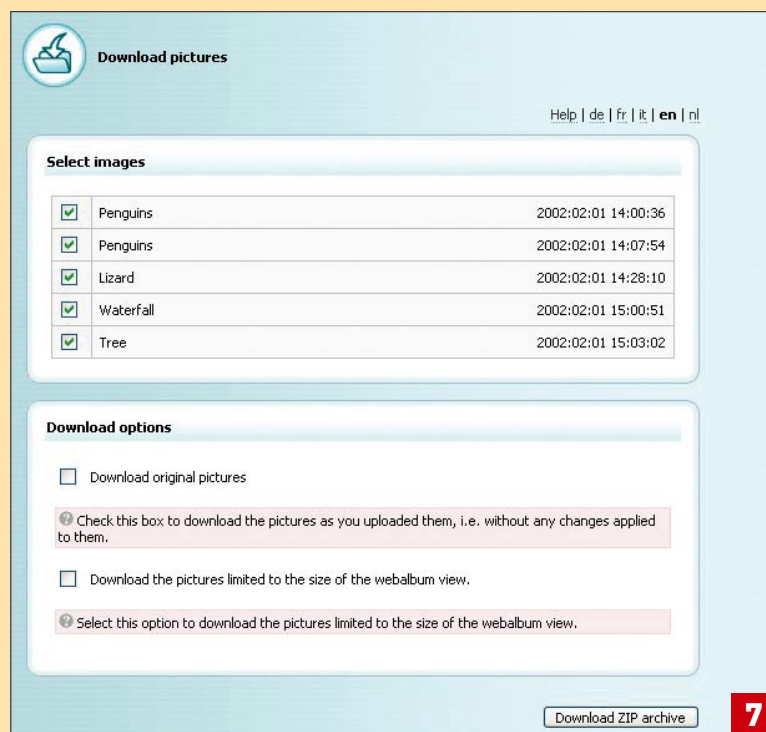 Download pictures
Help | de | fr | it | en | nl
Select images
Penguins 2002:02:01 14:00:36
Penguins 2002:02:01 14:07:54
Lizard 2002:02:01 14:28:10
Waterfall 2002:02:01 15:00:51
Tree 2002:02:01 15:03:02
Download options
Download original pictures
Check this box to download the pictures as you uploaded them, i.e. without any changes applied
to them.
Download the pictures limited to the size of the webalbum view.
Select this option to download the pictures limited to the size of the webalbum view.
Download ZIP archive
7